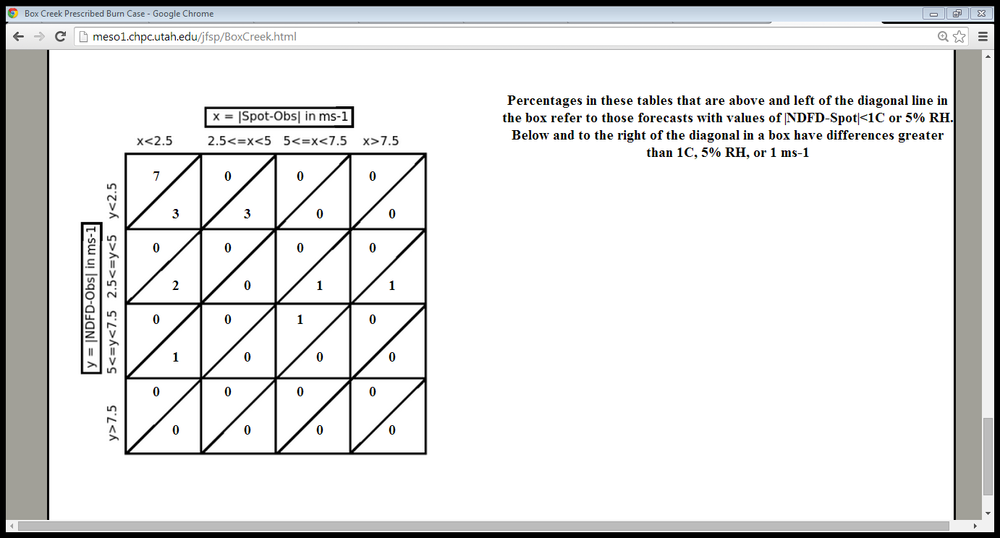 Box Creek Prescribed Burn Case - Google Chrome
meso1.chpc.utah.edu/jfsp/BoxCreek.html
Percentages in these tables that are above and left of the diagonal line in
the box refer to those forecasts with values of |NDFD-Spot|<1C or 5% RH.
Below and to the right of the diagonal in a box have differences greater
than 1C, 5% RH, or 1 ms-1
x = |Spot-Obs| in ms-1
x<2.5 2.5<=x<5 5<=x<7.5 x>7.5
y = |NDFD-Obs| in ms-1
y<2.5
7 0 0 0
3 3 0 0
2.5<=y<5
0 0 0 0
2 0 1 1
5<=y<7.5
0 0 1 0
1 0 0 0
y>7.5
0 0 0 0
0 0 0 0